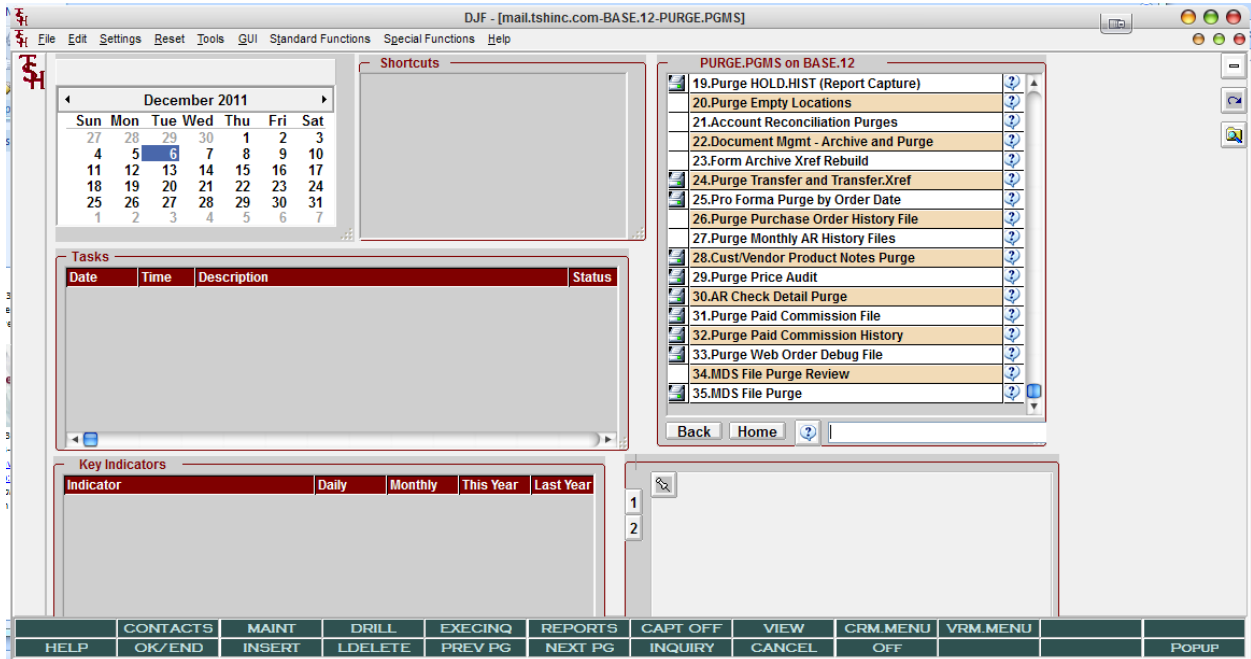 DJF - [mail.tshinc.com-BASE.12-PURGE.PGMS]
File Edit Settings Reset Tools GUI Standard Functions Special Functions Help
TSH
December 2011
Sun Mon Tue Wed Thu Fri Sat
27 28 29 30 1 2 3
4 5 6 7 8 9 10
11 12 13 14 15 16 17
18 19 20 21 22 23 24
25 26 27 28 29 30 31
1 2 3 4 5 6 7
Shortcuts
PURGE.PGMS on BASE.12
19.Purge HOLD.HIST (Report Capture)
20.Purge Empty Locations
21.Account Reconciliation Purges
22.Document Mgmt - Archive and Purge
23.Form Archive Xref Rebuild
24.Purge Transfer and Transfer.Xref
25.Pro Forma Purge by Order Date
26.Purge Purchase Order History File
27.Purge Monthly AR History Files
28.Cust/Vendor Product Notes Purge
29.Purge Price Audit
30.AR Check Detail Purge
31.Purge Paid Commission File
32.Purge Paid Commission History
33.Purge Web Order Debug File
34.MDS File Purge Review
35.MDS File Purge
Back Home
Tasks
Date Time Description Status
Key Indicators
Indicator Daily Monthly This Year Last Year
1
2
CONTACTS MAINT DRILL EXECINQ REPORTS CAPT OFF VIEW CRM.MENU VRM.MENU
HELP OK/END INSERT LDELETE PREV PG NEXT PG INQUIRY CANCEL OFF POPUP